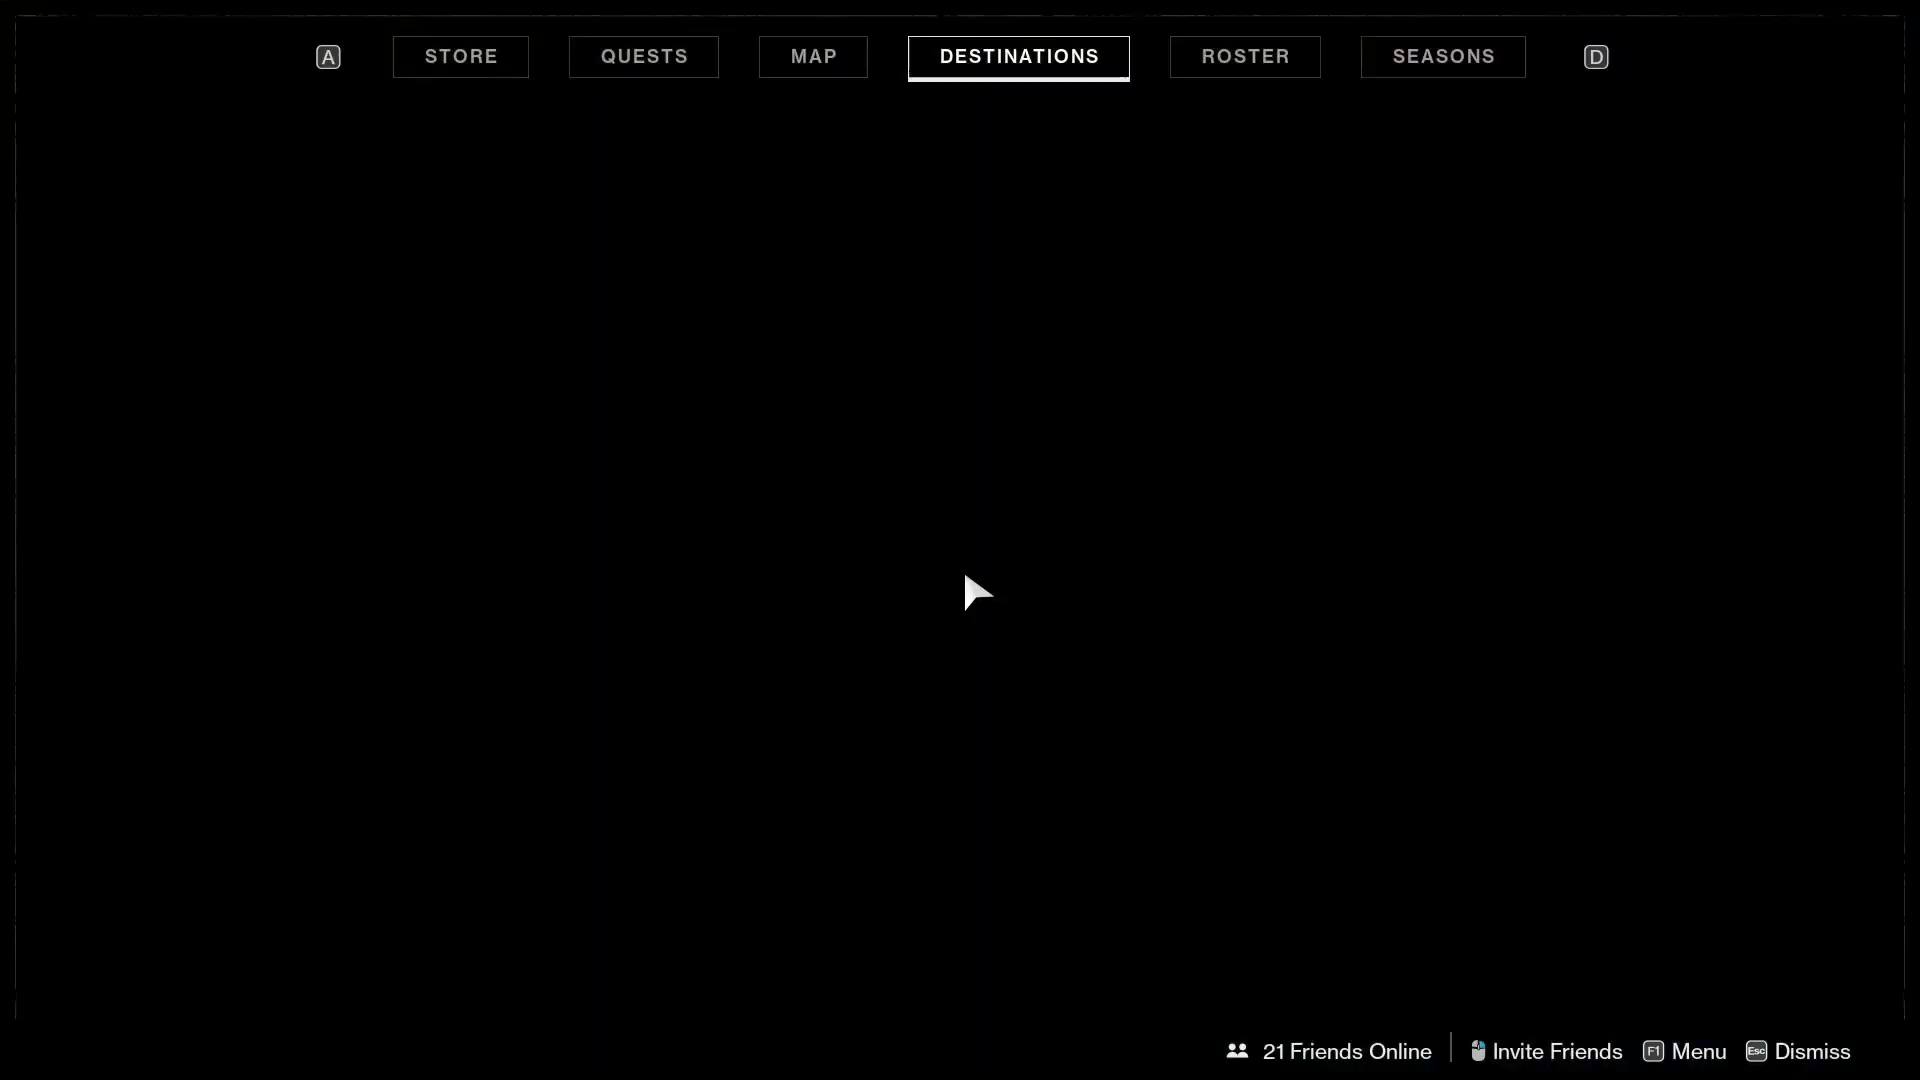 A STORE QUESTS MAP DESTINATIONS ROSTER SEASONS D
21 Friends Online Invite Friends F1 Menu Esc Dismiss